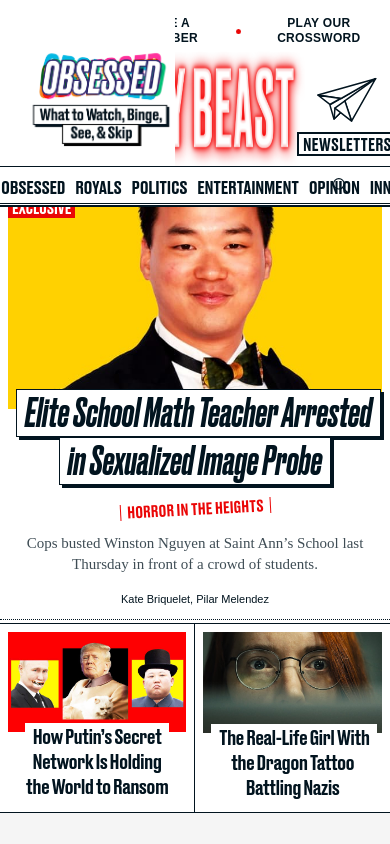 E A
BER
PLAY OUR
CROSSWORD
OBSESSED
What to Watch, Binge,
See, & Skip
Y BEAST
NEWSLETTERS
OBSESSED ROYALS POLITICS ENTERTAINMENT OPINION INN
EXCLUSIVE
Elite School Math Teacher Arrested
in Sexualized Image Probe
HORROR IN THE HEIGHTS
Cops busted Winston Nguyen at Saint Ann’s School last
Thursday in front of a crowd of students.
Kate Briquelet, Pilar Melendez
How Putin’s Secret
Network Is Holding
the World to Ransom
The Real-Life Girl With
the Dragon Tattoo
Battling Nazis